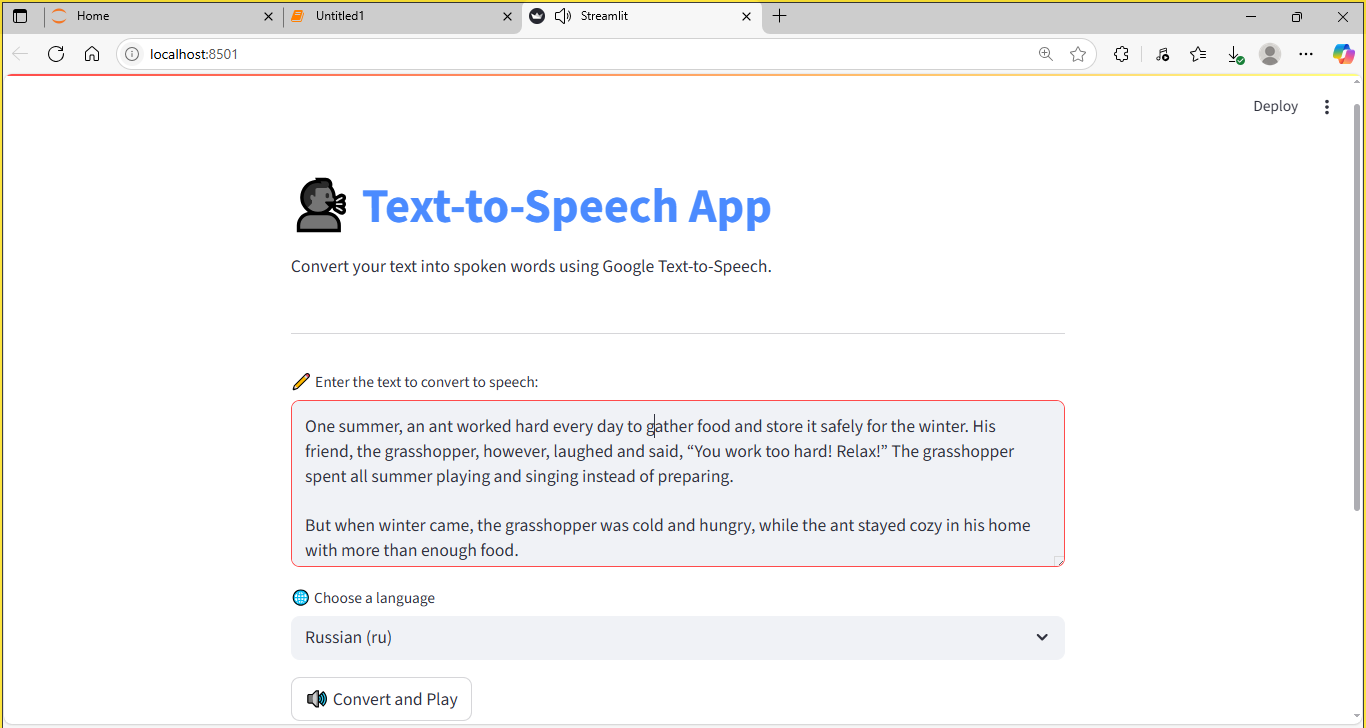 Home
Untitled1
Streamlit
localhost:8501
Deploy
Text-to-Speech App
Convert your text into spoken words using Google Text-to-Speech.
Enter the text to convert to speech:
One summer, an ant worked hard every day to gather food and store it safely for the winter. His
friend, the grasshopper, however, laughed and said, “You work too hard! Relax!” The grasshopper
spent all summer playing and singing instead of preparing.
But when winter came, the grasshopper was cold and hungry, while the ant stayed cozy in his home
with more than enough food.
Choose a language
Russian (ru)
Convert and Play